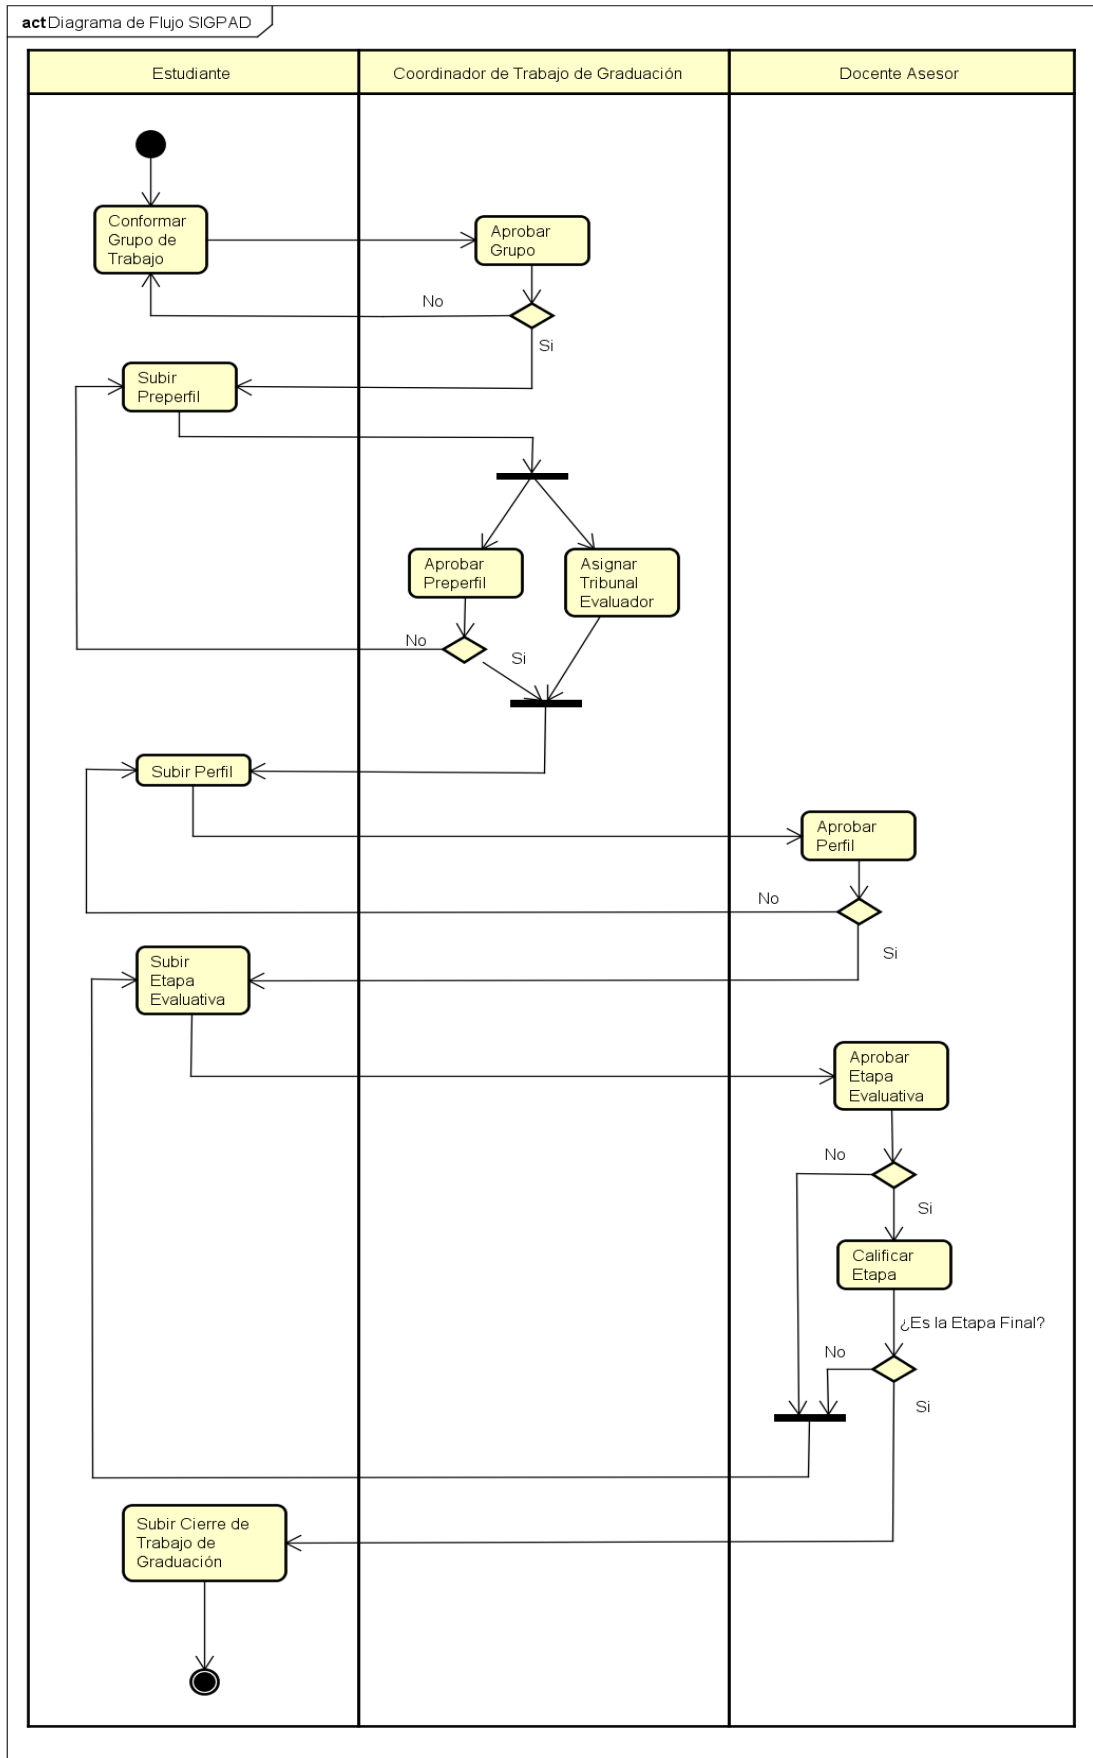 act Diagrama de Flujo SIGPAD
Estudiante
Coordinador de Trabajo de Graduación
Docente Asesor
Conformar
Grupo de
Trabajo
Aprobar
Grupo
No
Si
Subir
Preperfil
Aprobar
Preperfil
Asignar
Tribunal
Evaluador
No
Si
Subir Perfil
Aprobar
Perfil
No
Si
Subir
Etapa
Evaluativa
Aprobar
Etapa
Evaluativa
No
Si
Calificar
Etapa
¿Es la Etapa Final?
No
Si
Subir Cierre de
Trabajo de
Graduación